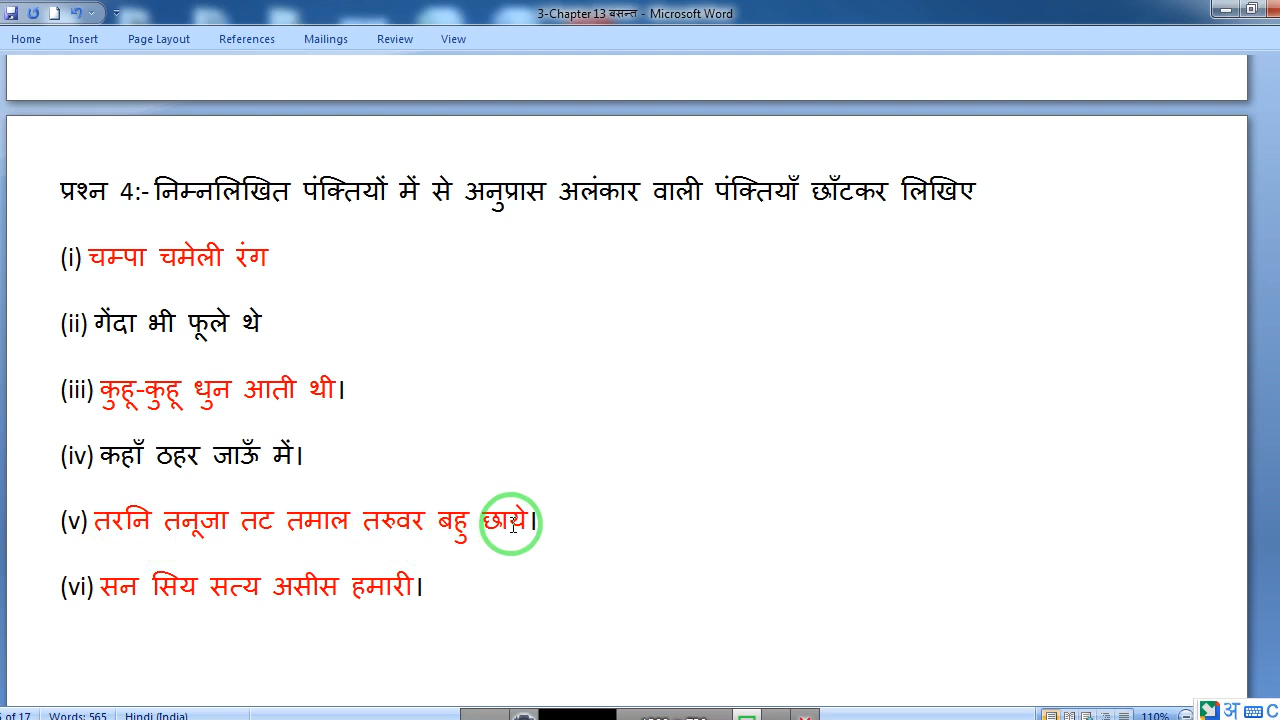 3-Chapter 13 बसन्त - Microsoft Word
Home Insert Page Layout References Mailings Review View
प्रश्न 4:- निम्नलिखित पंक्तियों में से अनुप्रास अलंकार वाली पंक्तियाँ छाँटकर लिखिए
(i) चम्पा चमेली रंग
(ii) गेंदा भी फूले थे
(iii) कुहू-कुहू धुन आती थी।
(iv) कहाँ ठहर जाऊँ में।
(v) तरनि तनूजा तट तमाल तरुवर बहु छाये।
(vi) सन सिय सत्य असीस हमारी।
of 17 Words: 565 Hindi (India) 110% अ